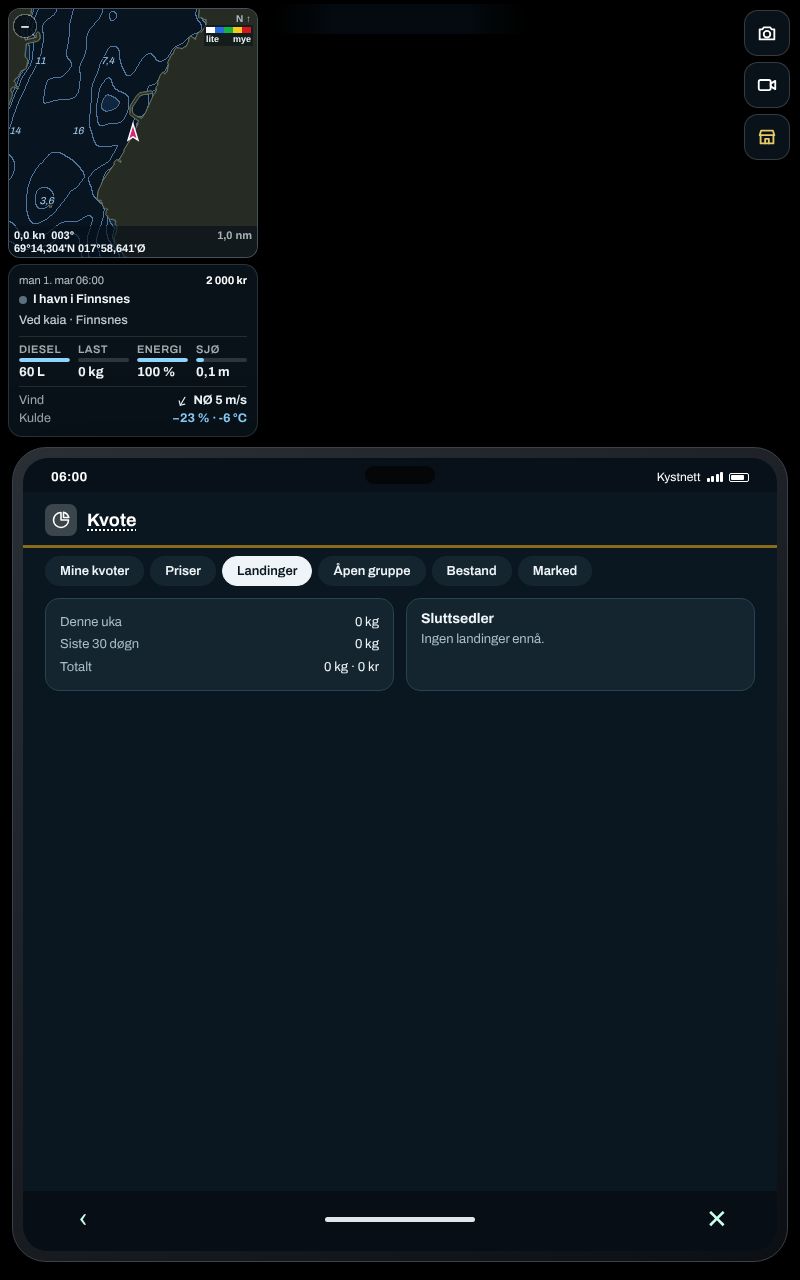 N ↑
lite mye
11
7,4
14
16
3,6
0,0 kn 003°
1,0 nm
69°14,304'N 017°58,641'Ø
man 1. mar 06:00 2 000 kr
I havn i Finnsnes
Ved kaia · Finnsnes
DIESEL LAST ENERGI SJØ
60 L 0 kg 100 % 0,1 m
Vind ↙ NØ 5 m/s
Kulde −23 % · -6 °C
06:00 Kystnett
Kvote
Mine kvoter Priser Landinger Åpen gruppe Bestand Marked
Denne uka 0 kg
Siste 30 døgn 0 kg
Totalt 0 kg · 0 kr
Sluttsedler
Ingen landinger ennå.